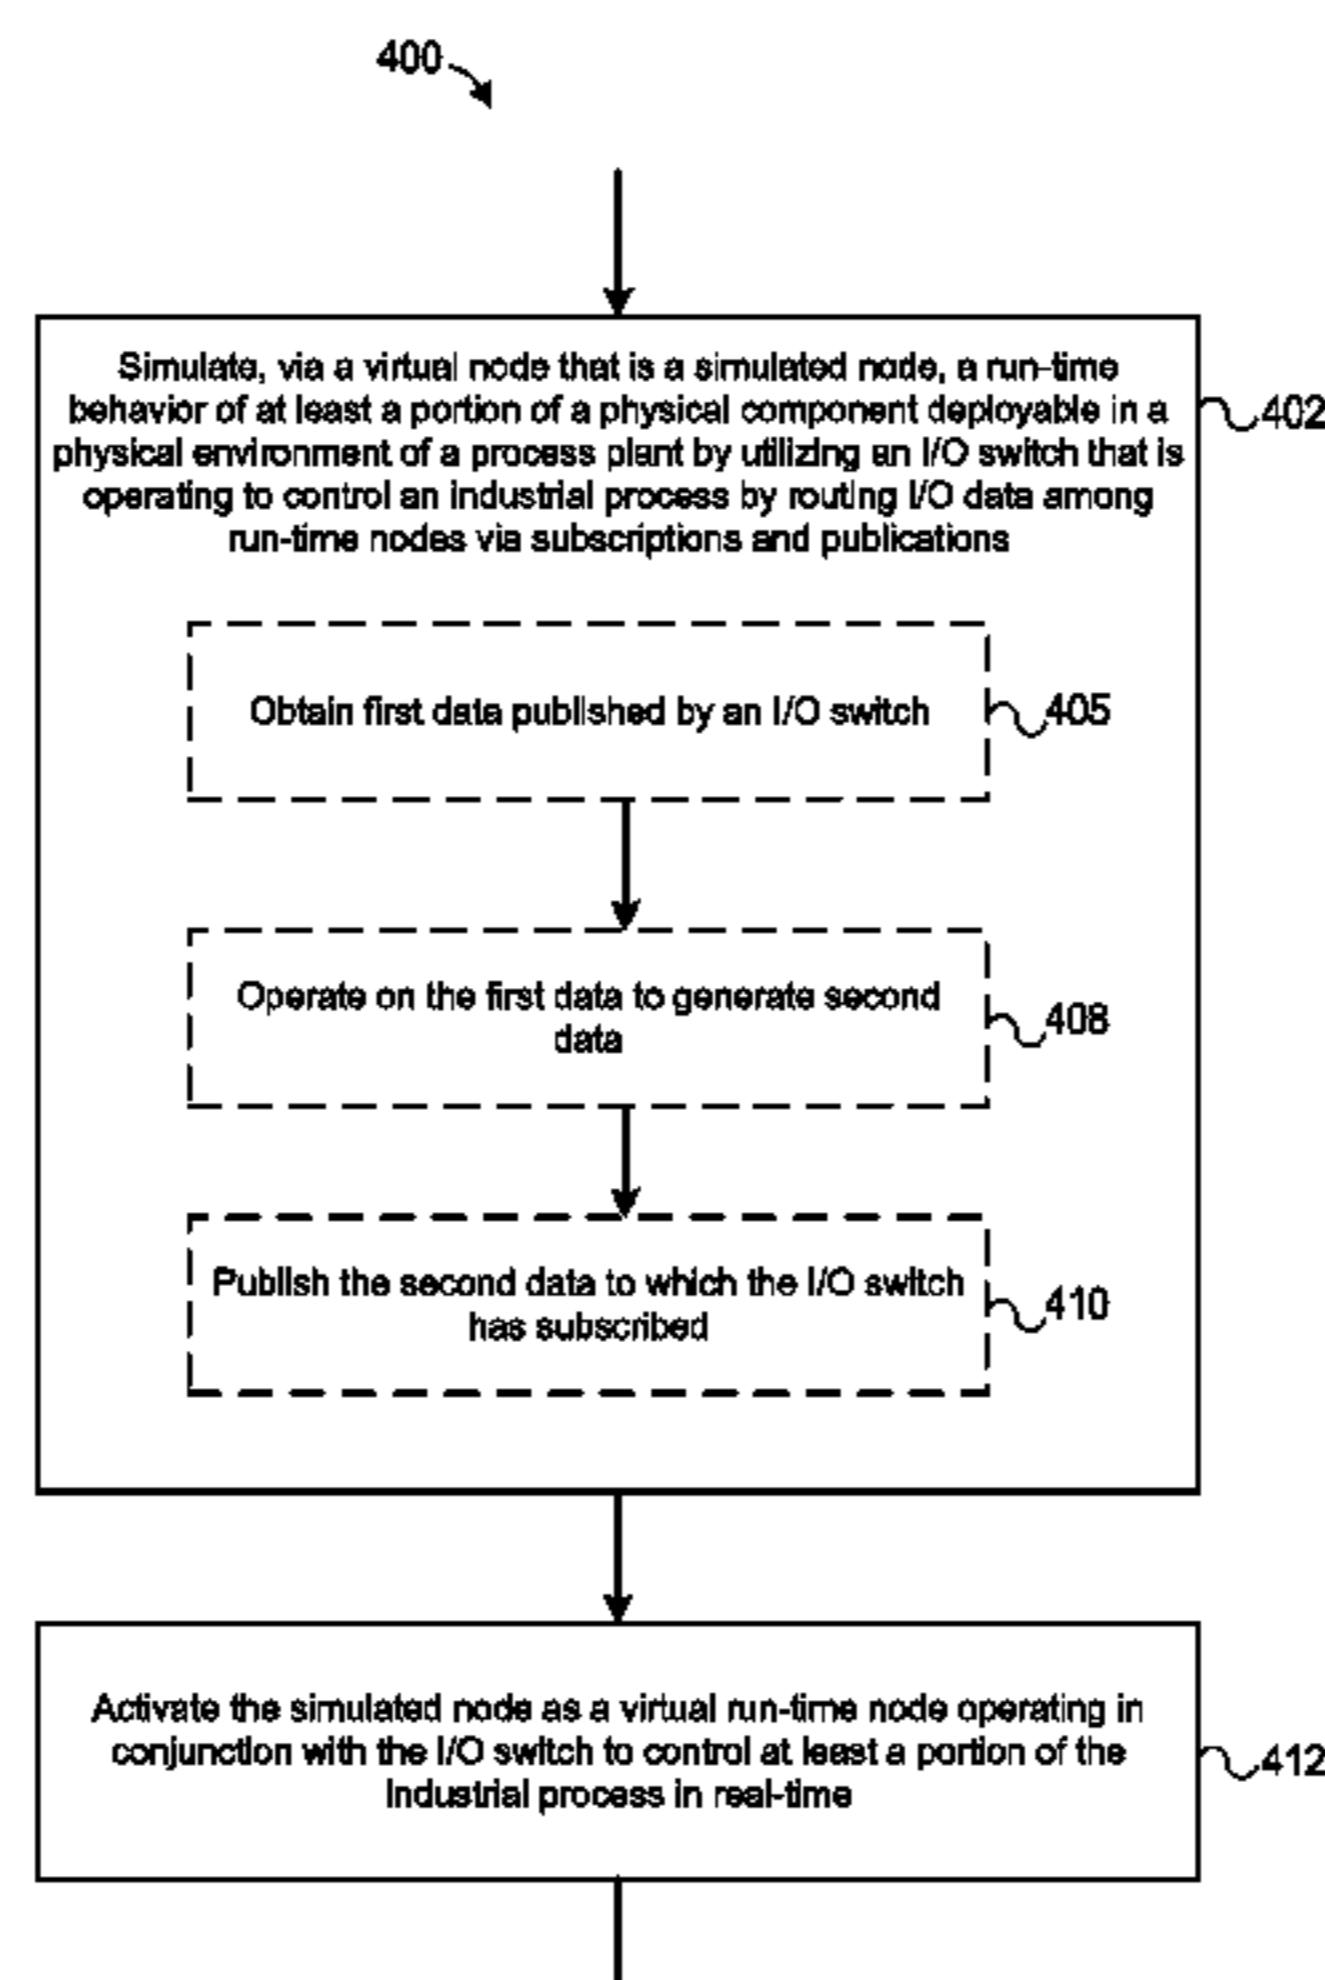 400
Simulate, via a virtual node that is a simulated node, a run-time
behavior of at least a portion of a physical component deployable in a
physical environment of a process plant by utilizing an I/O switch that is
operating to control an industrial process by routing I/O data among
run-time nodes via subscriptions and publications
402
Obtain first data published by an I/O switch
405
Operate on the first data to generate second
data
408
Publish the second data to which the I/O switch
has subscribed
410
Activate the simulated node as a virtual run-time node operating in
conjunction with the I/O switch to control at least a portion of the
industrial process in real-time
412